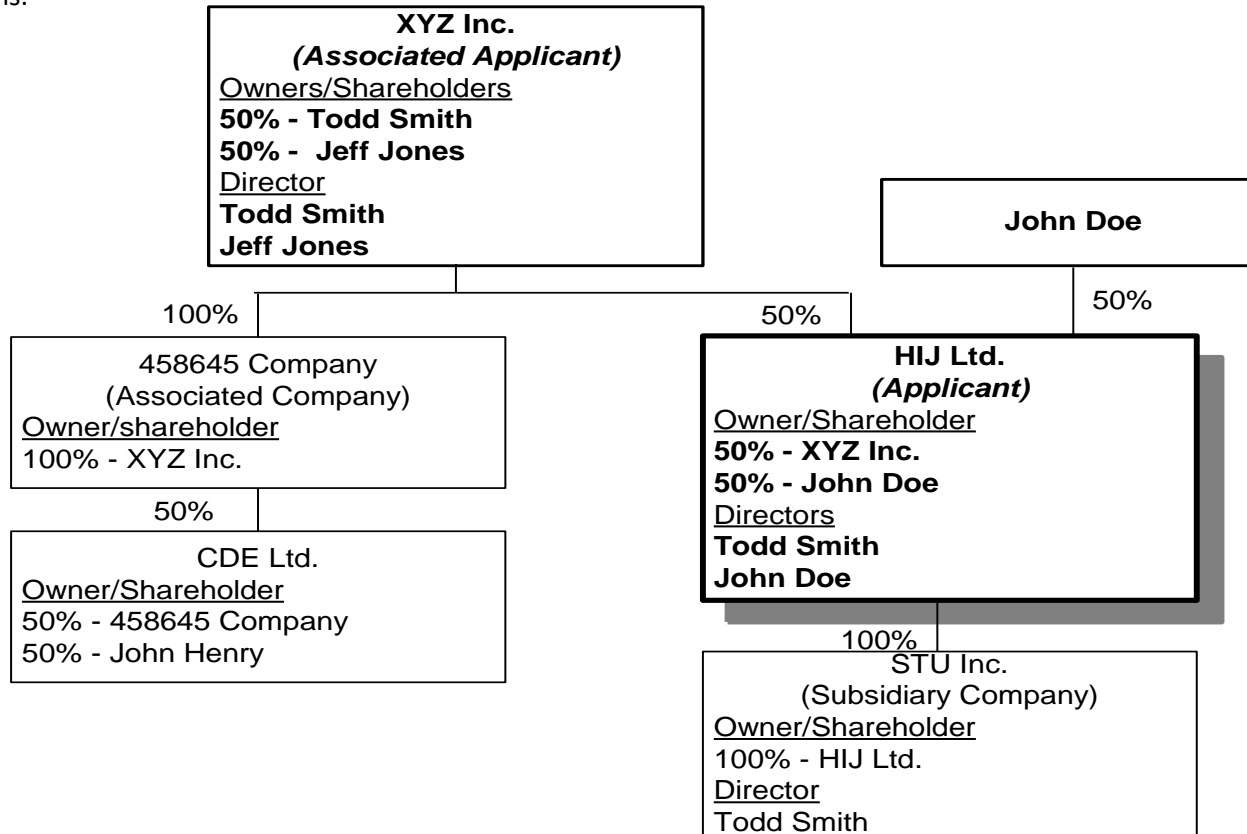 ns.
XYZ Inc.
(Associated Applicant)
Owners/Shareholders
50% - Todd Smith
50% -  Jeff Jones
Director
Todd Smith
Jeff Jones
John Doe
100%
50%
50%
458645 Company
(Associated Company)
Owner/shareholder
100% - XYZ Inc.
HIJ Ltd.
(Applicant)
Owner/Shareholder
50% - XYZ Inc.
50% - John Doe
Directors
Todd Smith
John Doe
50%
CDE Ltd.
Owner/Shareholder
50% - 458645 Company
50% - John Henry
100%
STU Inc.
(Subsidiary Company)
Owner/Shareholder
100% - HIJ Ltd.
Director
Todd Smith